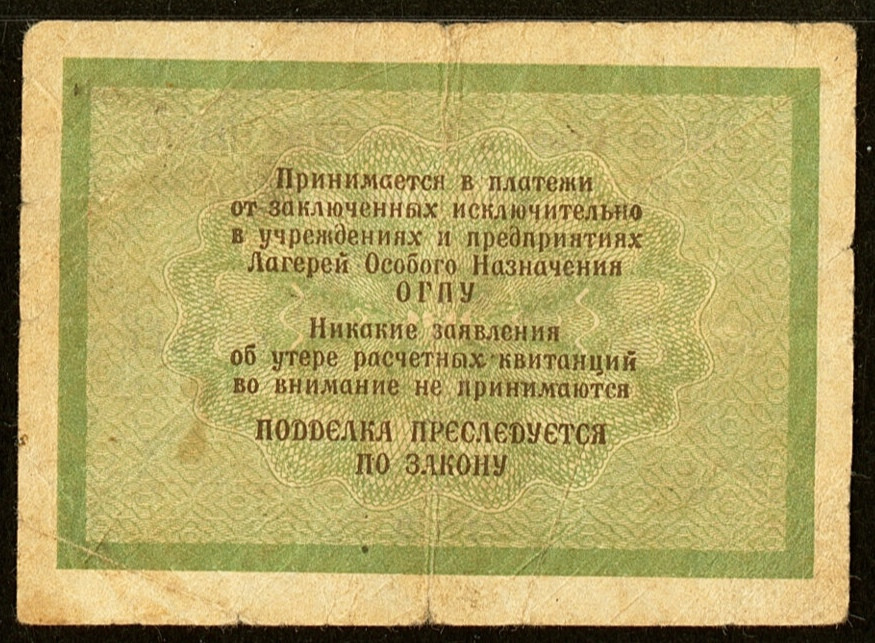 Принимается в платежи
от заключенных исключительно
в учреждениях и предприятиях
Лагерей Особого Назначения
ОГПУ
Никакие заявления
об утере расчетных квитанций
во внимание не принимаются
ПОДДЕЛКА ПРЕСЛЕДУЕТСЯ
ПО ЗАКОНУ